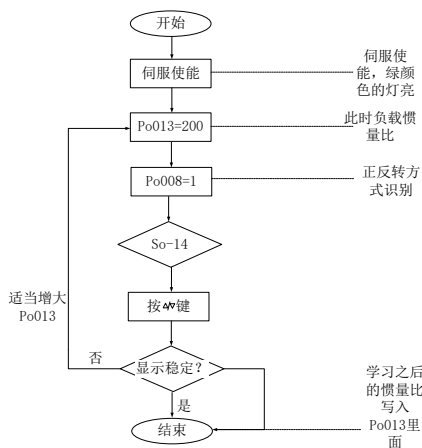 开始
伺服使能
伺服使
能，绿颜
色的灯亮
Po013=200
此时负载惯
量比
Po008=1
正反转方
式识别
So-14
适当增大
Po013
按键
否
显示稳定?
是
结束
学习之后
的惯量比
写入
Po013里
面